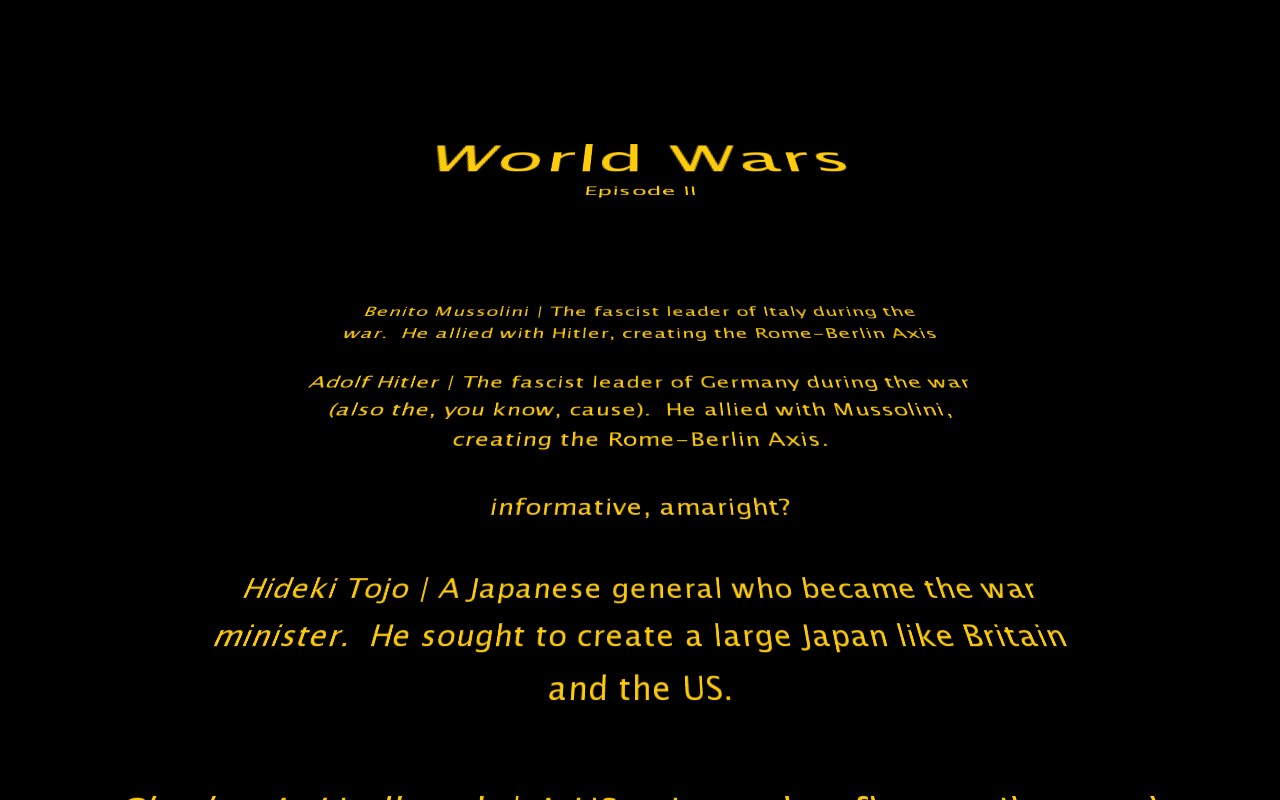 World Wars
Episode II
Benito Mussolini | The fascist leader of Italy during the
war.  He allied with Hitler, creating the Rome-Berlin Axis
Adolf Hitler | The fascist leader of Germany during the war
(also the, you know, cause).  He allied with Mussolini,
creating the Rome-Berlin Axis.
informative, amaright?
Hideki Tojo | A Japanese general who became the war
minister.  He sought to create a large Japan like Britain
and the US.